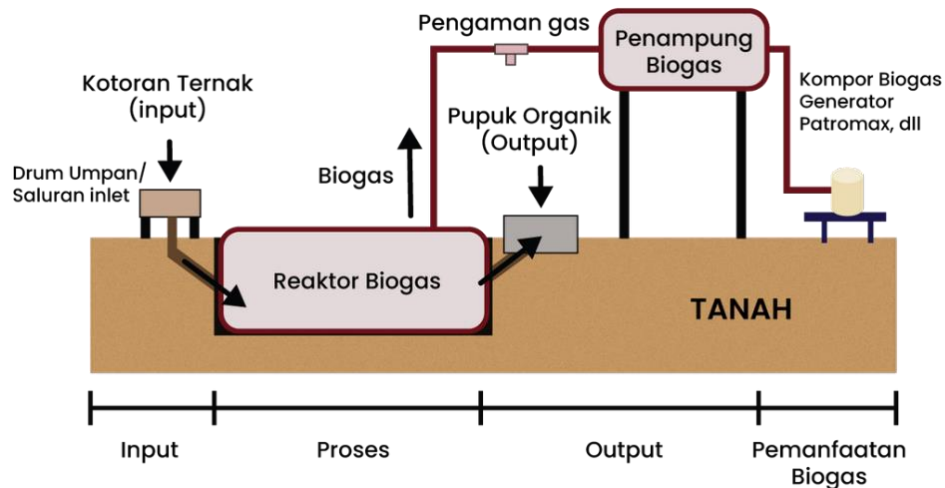 Pengaman gas
Penampung
Biogas
Kotoran Ternak
(input)
Kompor Biogas
Generator
Patromax, dll
Pupuk Organik
(Output)
Drum Umpan/
Saluran inlet
Biogas
Reaktor Biogas
TANAH
Input
Proses
Output
Pemanfaatan
Biogas